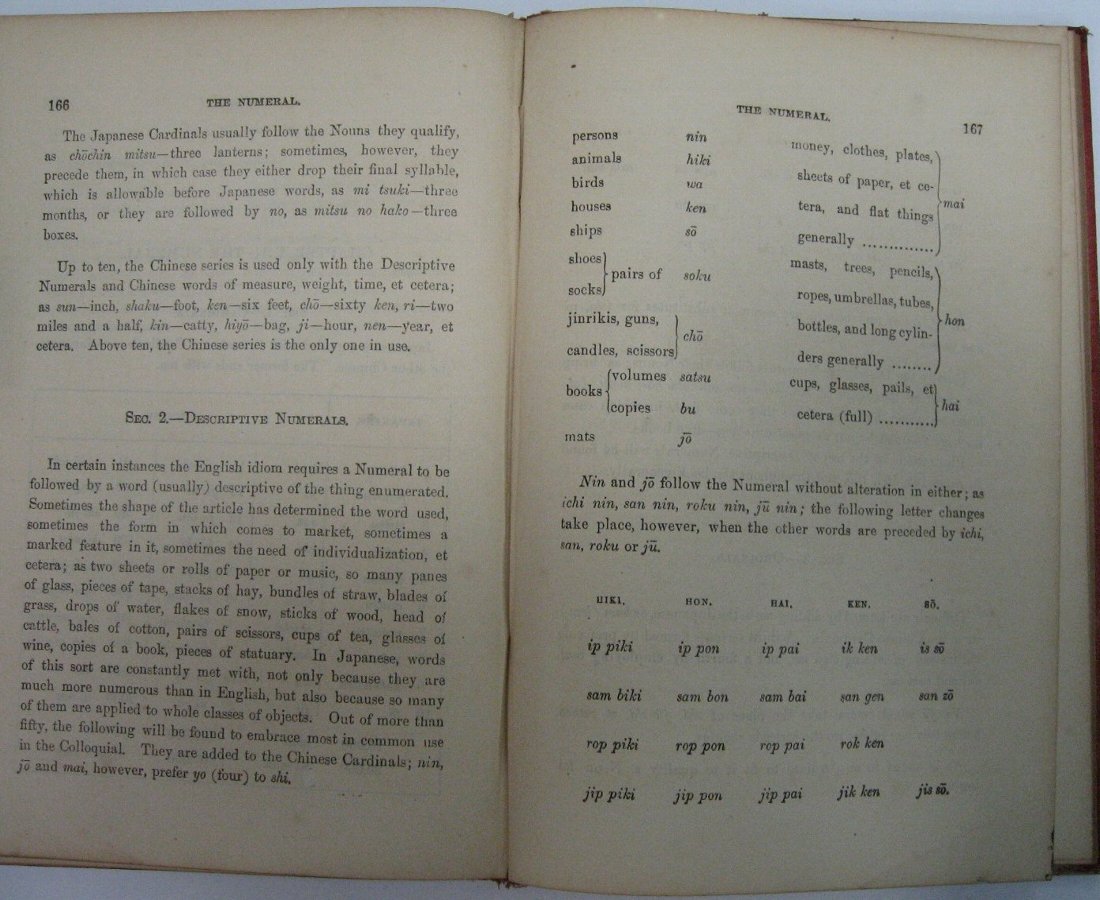 166
THE NUMERAL.
The Japanese Cardinals usually follow the Nouns they qualify,
as chōchin mitsu—three lanterns; sometimes, however, they
precede them, in which case they either drop their final syllable,
which is allowable before Japanese words, as mi tsuki—three
months, or they are followed by no, as mitsu no hako—three
boxes.
Up to ten, the Chinese series is used only with the Descriptive
Numerals and Chinese words of measure, weight, time, et cetera;
as sun—inch, shaku—foot, ken—six feet, chō—sixty ken, ri—two
miles and a half, kin—catty, hiyō—bag, ji—hour, nen—year, et
cetera. Above ten, the Chinese series is the only one in use.
SEC. 2.—DESCRIPTIVE NUMERALS.
In certain instances the English idiom requires a Numeral to be
followed by a word (usually) descriptive of the thing enumerated.
Sometimes the shape of the article has determined the word used,
sometimes the form in which comes to market, sometimes a
marked feature in it, sometimes the need of individualization, et
cetera; as two sheets or rolls of paper or music, so many panes
of glass, pieces of tape, stacks of hay, bundles of straw, blades of
grass, drops of water, flakes of snow, sticks of wood, head of
cattle, bales of cotton, pairs of scissors, cups of tea, glasses of
wine, copies of a book, pieces of statuary. In Japanese, words
of this sort are constantly met with, not only because they are
much more numerous than in English, but also because so many
of them are applied to whole classes of objects. Out of more than
fifty, the following will be found to embrace most in common use
in the Colloquial. They are added to the Chinese Cardinals; nin,
jō and mai, however, prefer yo (four) to shi.
THE NUMERAL.
167
persons nin
animals hiki
birds wa
houses ken
ships sō
shoes
pairs of soku
socks
jinrikis, guns,
chō
candles, scissors
volumes satsu
books
copies bu
mats jō
money, clothes, plates,
sheets of paper, et ce-
mai
tera, and flat things
generally ..............
masts, trees, pencils,
ropes, umbrellas, tubes,
hon
bottles, and long cylin-
ders generally ........
cups, glasses, pails, et
hai
cetera (full) ...........
Nin and jō follow the Numeral without alteration in either; as
ichi nin, san nin, roku nin, jū nin; the following letter changes
take place, however, when the other words are preceded by ichi,
san, roku or jū.
HIKI. HON. HAI. KEN. SŌ.
ip piki ip pon ip pai ik ken is sō
sam biki sam bon sam bai san gen san zō
rop piki rop pon rop pai rok ken
jip piki jip pon jip pai jik ken jis sō.